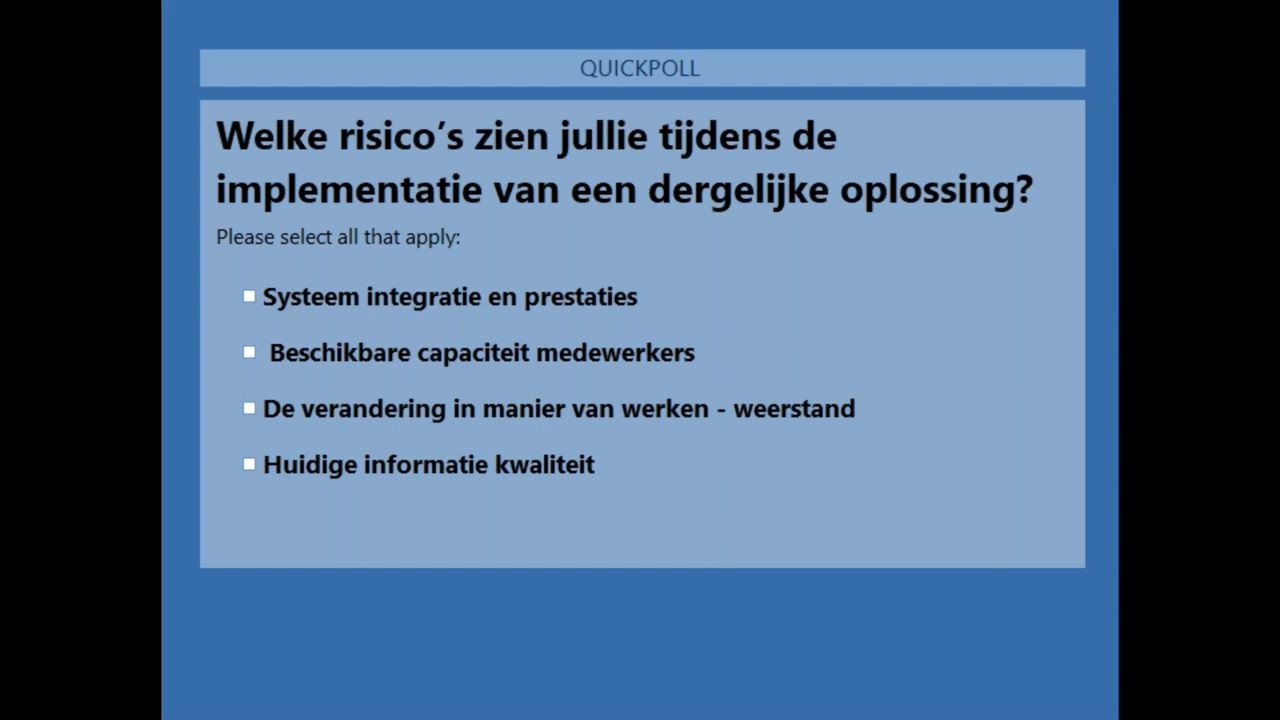 QUICKPOLL
Welke risico's zien jullie tijdens de
implementatie van een dergelijke oplossing?
Please select all that apply:
Systeem integratie en prestaties
Beschikbare capaciteit medewerkers
De verandering in manier van werken - weerstand
Huidige informatie kwaliteit